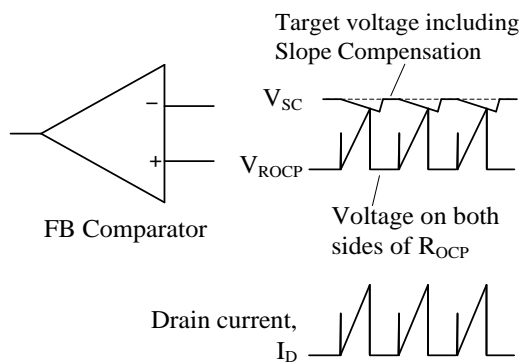 Target voltage including
Slope Compensation
−
V_SC
+
V_ROCP
FB Comparator
Voltage on both
sides of R_OCP
Drain current,
I_D